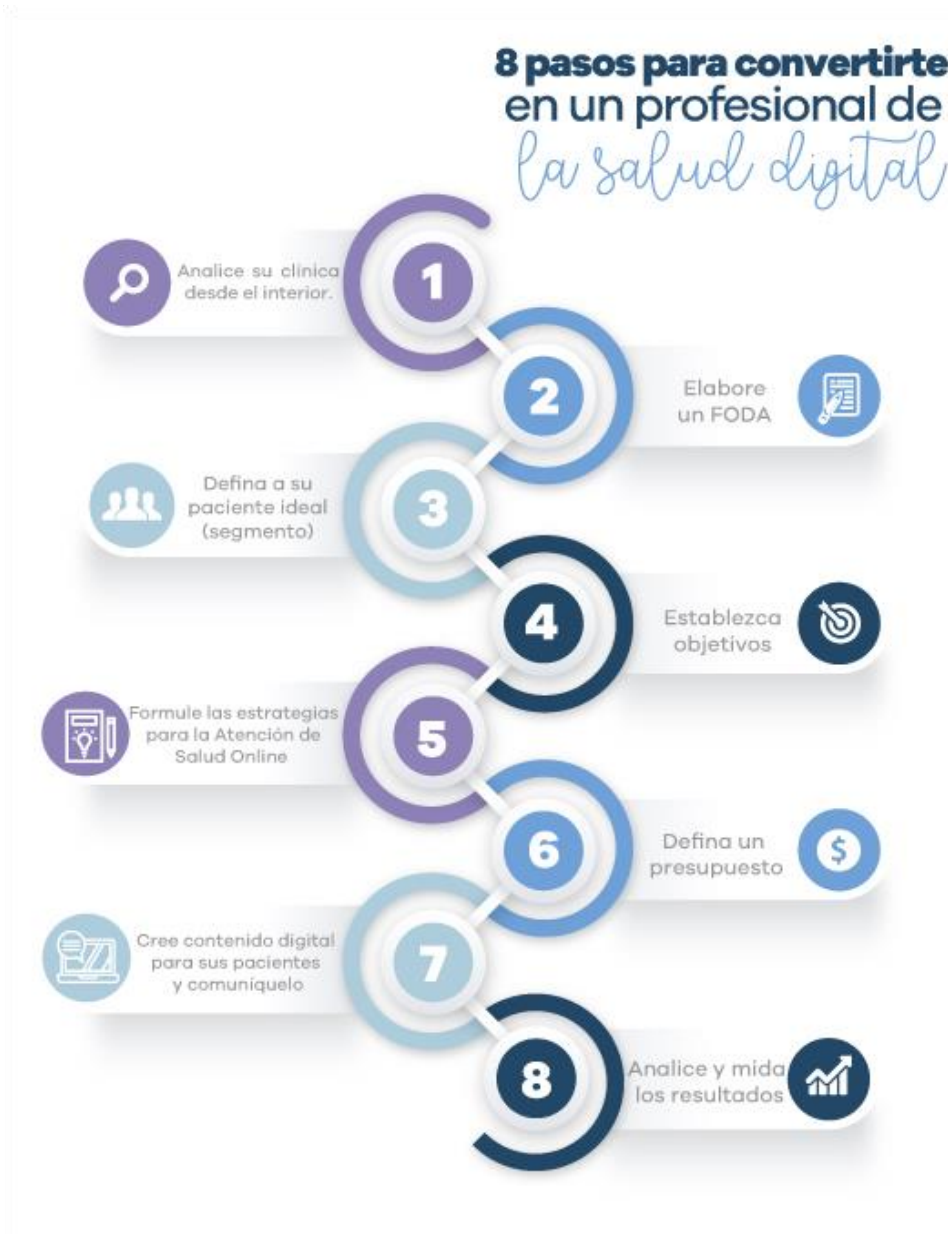 8 pasos para convertirte
en un profesional de
la salud digital
1
Analice su clínica
desde el interior.
2
Elabore
un FODA
3
Defina a su
paciente ideal
(segmento)
4
Establezca
objetivos
5
Formule las estrategias
para la Atención de
Salud Online
6
Defina un
presupuesto
$
7
Cree contenido digital
para sus pacientes
y comuníquelo
8
Analice y mida
los resultados